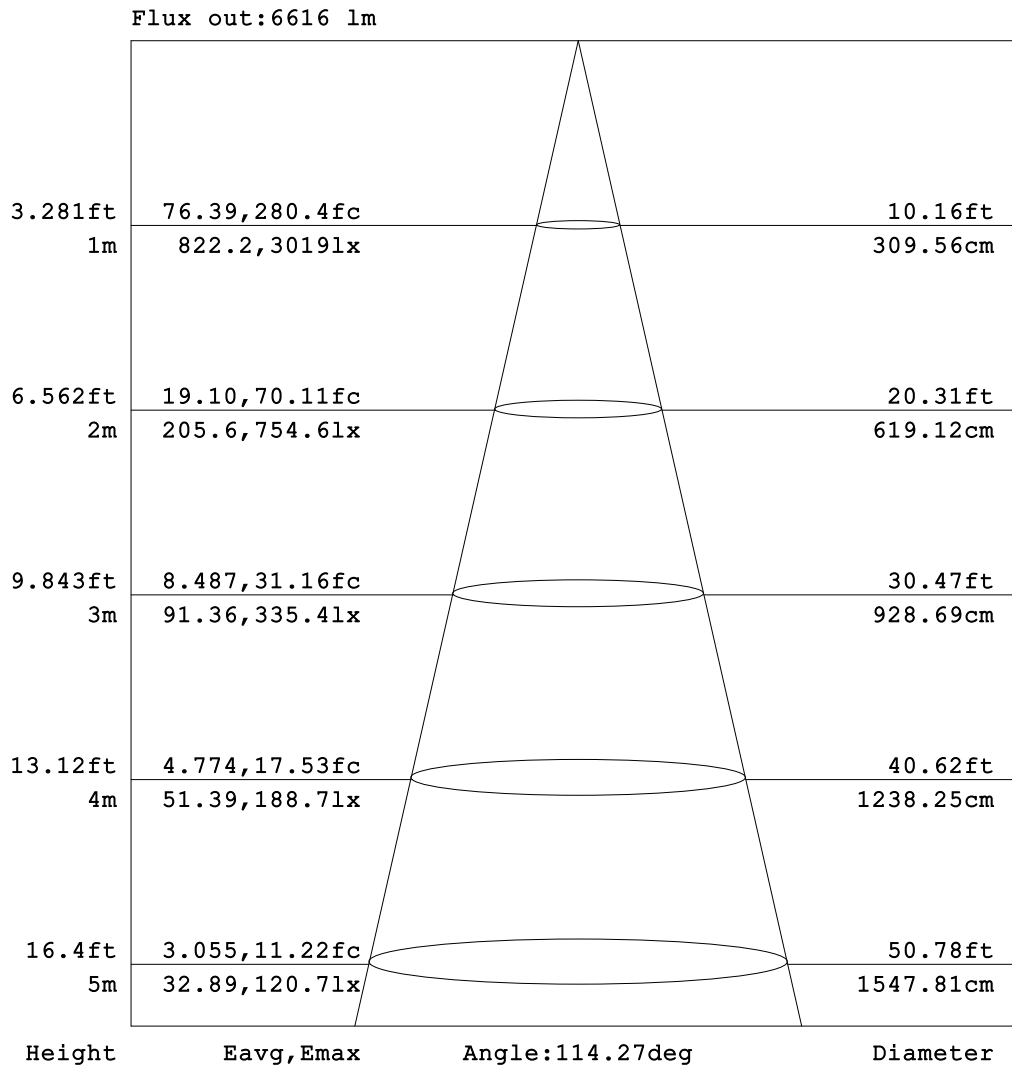 Flux out:6616 lm
3.281ft 76.39,280.4fc 10.16ft
1m 822.2,3019lx 309.56cm
6.562ft 19.10,70.11fc 20.31ft
2m 205.6,754.6lx 619.12cm
9.843ft 8.487,31.16fc 30.47ft
3m 91.36,335.4lx 928.69cm
13.12ft 4.774,17.53fc 40.62ft
4m 51.39,188.7lx 1238.25cm
16.4ft 3.055,11.22fc 50.78ft
5m 32.89,120.7lx 1547.81cm
Height Eavg,Emax Angle:114.27deg Diameter